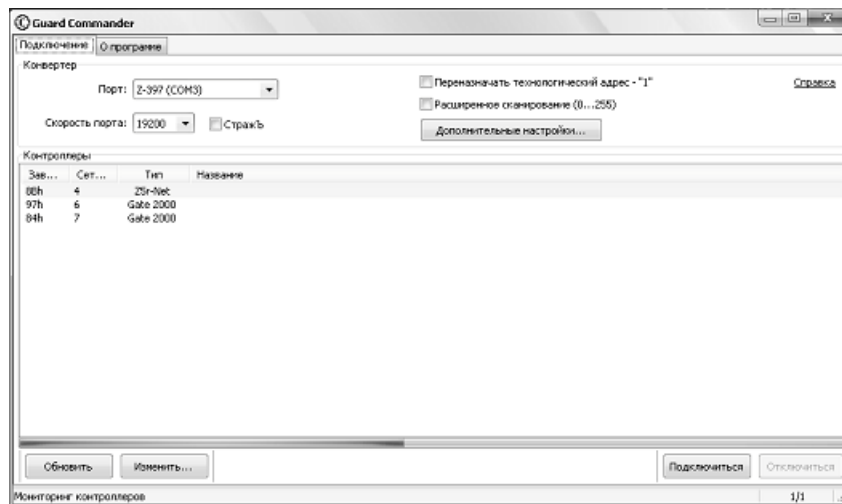 Guard Commander
Подключение О программе
Конвертер
Порт: Z-397 (COM3)
Переназначать технологический адрес - "1"
Справка
Расширенное сканирование (0...255)
Скорость порта: 19200 СтражЪ
Дополнительные настройки...
Контроллеры
Зав... Сет... Тип Название
88h 4 Z5r-Net
97h 6 Gate 2000
84h 7 Gate 2000
Обновить Изменить... Подключиться Отключиться
Мониторинг контроллеров 1/1